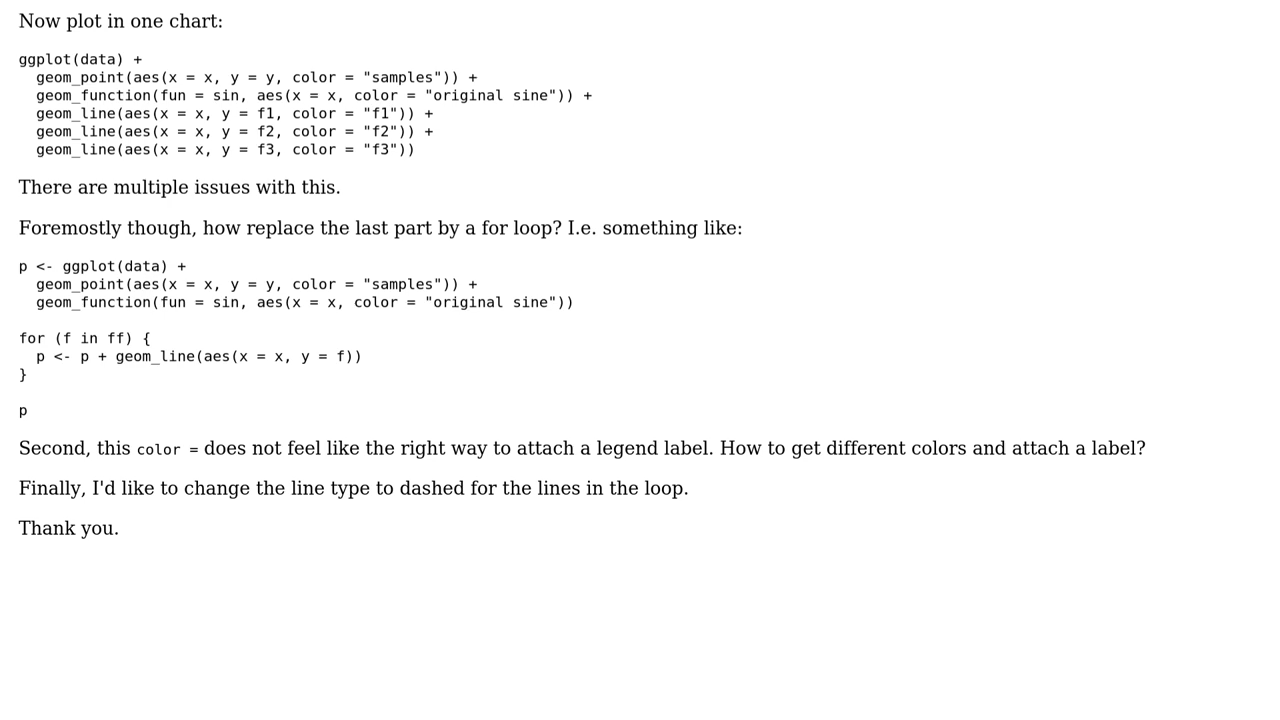 Now plot in one chart:
ggplot(data) +
  geom_point(aes(x = x, y = y, color = "samples")) +
  geom_function(fun = sin, aes(x = x, color = "original sine")) +
  geom_line(aes(x = x, y = f1, color = "f1")) +
  geom_line(aes(x = x, y = f2, color = "f2")) +
  geom_line(aes(x = x, y = f3, color = "f3"))
There are multiple issues with this.
Foremostly though, how replace the last part by a for loop? I.e. something like:
p <- ggplot(data) +
  geom_point(aes(x = x, y = y, color = "samples")) +
  geom_function(fun = sin, aes(x = x, color = "original sine"))
for (f in ff) {
  p <- p + geom_line(aes(x = x, y = f))
}
p
Second, this color = does not feel like the right way to attach a legend label. How to get different colors and attach a label?
Finally, I'd like to change the line type to dashed for the lines in the loop.
Thank you.